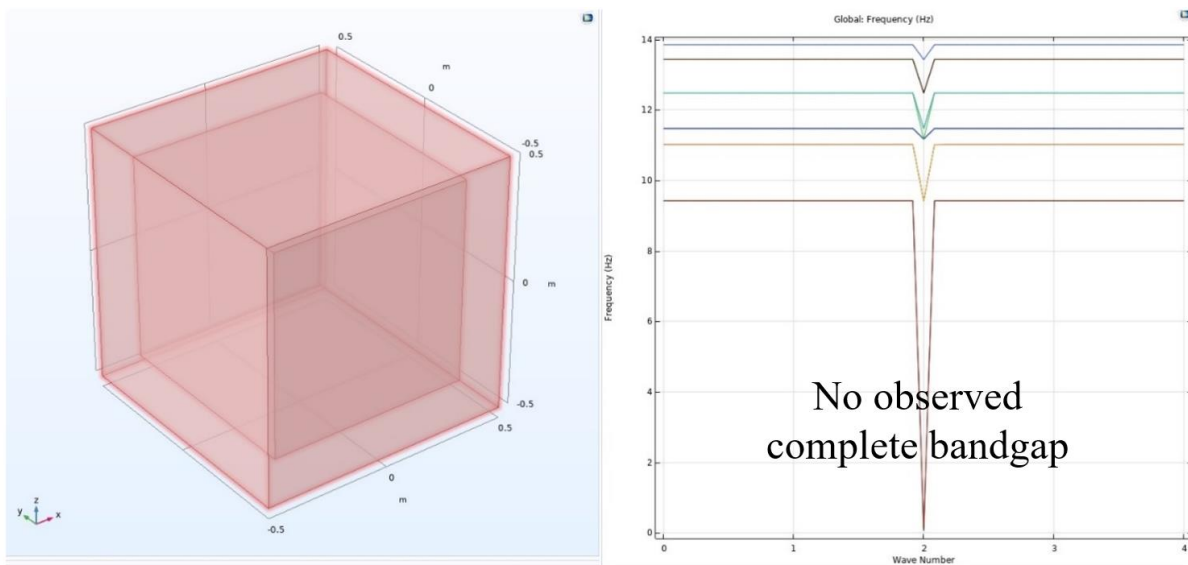 0.5
m
0
-0.5
0.5
0
m
-0.5
0.5
0
m
-0.5
z
y
x
Global: Frequency (Hz)
14
12
10
8
6
4
2
0
Frequency (Hz)
No observed
complete bandgap
0
1
2
3
4
Wave Number